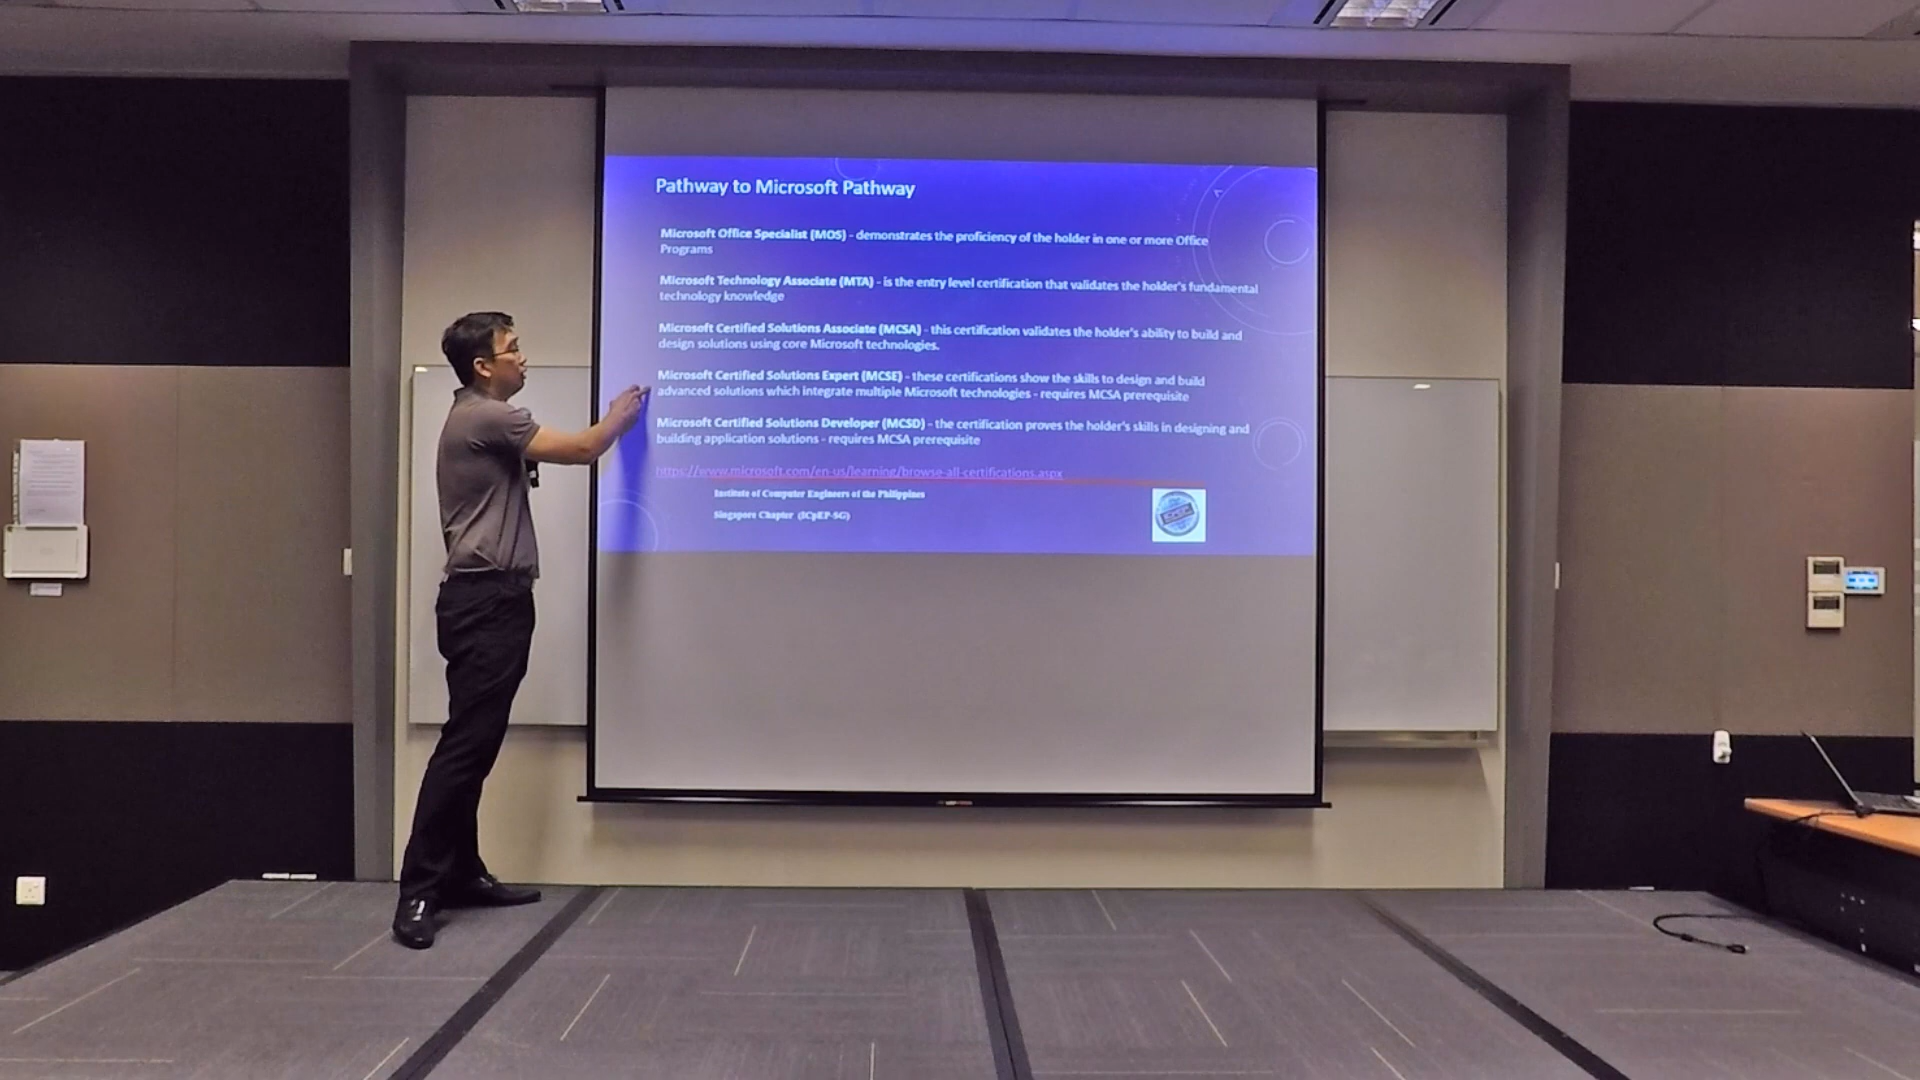 Pathway to Microsoft Pathway
Microsoft Office Specialist (MOS) - demonstrates the proficiency of the holder in one or more Office
Programs
Microsoft Technology Associate (MTA) - is the entry level certification that validates the holder's fundamental
technology knowledge
Microsoft Certified Solutions Associate (MCSA) - this certification validates the holder's ability to build and
design solutions using core Microsoft technologies.
Microsoft Certified Solutions Expert (MCSE) - these certifications show the skills to design and build
advanced solutions which integrate multiple Microsoft technologies - requires MCSA prerequisite
Microsoft Certified Solutions Developer (MCSD) - the certification proves the holder's skills in designing and
building application solutions - requires MCSA prerequisite
https://www.microsoft.com/en-us/learning/browse-all-certifications.aspx
Institute of Computer Engineers of the Philippines
Singapore Chapter (ICpEP-SG)